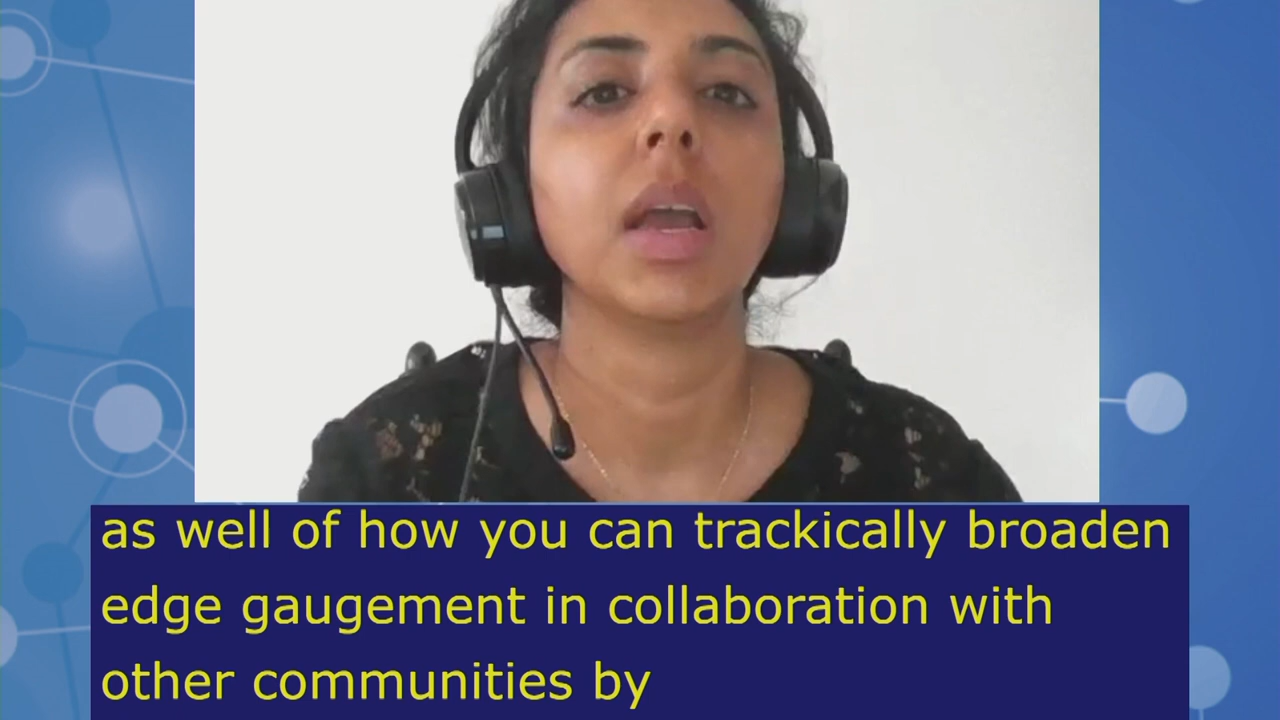 as well of how you can trackically broaden
edge gaugement in collaboration with
other communities by